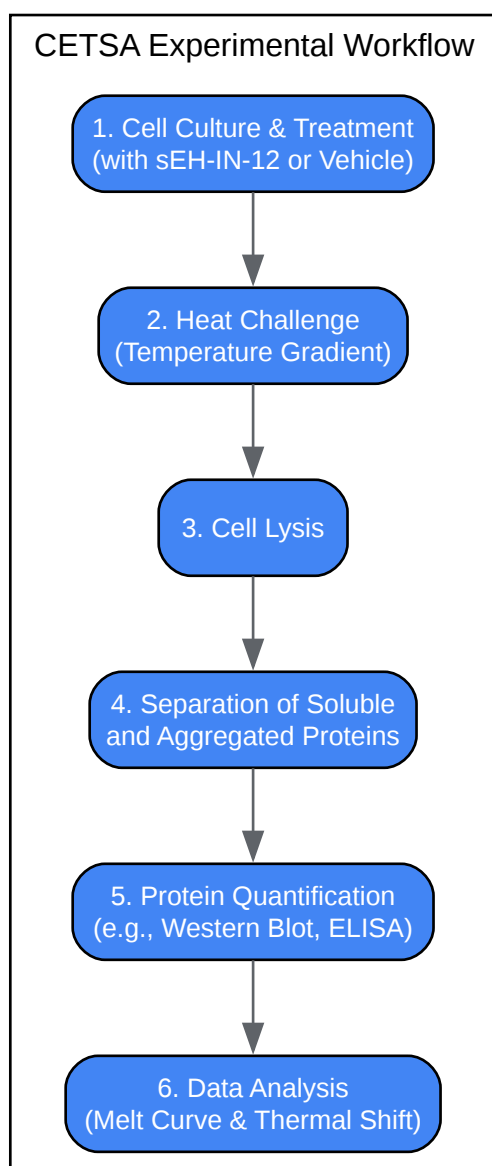 CETSA Experimental Workflow
1. Cell Culture & Treatment
(with sEH-IN-12 or Vehicle)
2. Heat Challenge
(Temperature Gradient)
3. Cell Lysis
4. Separation of Soluble
and Aggregated Proteins
5. Protein Quantification
(e.g., Western Blot, ELISA)
6. Data Analysis
(Melt Curve & Thermal Shift)